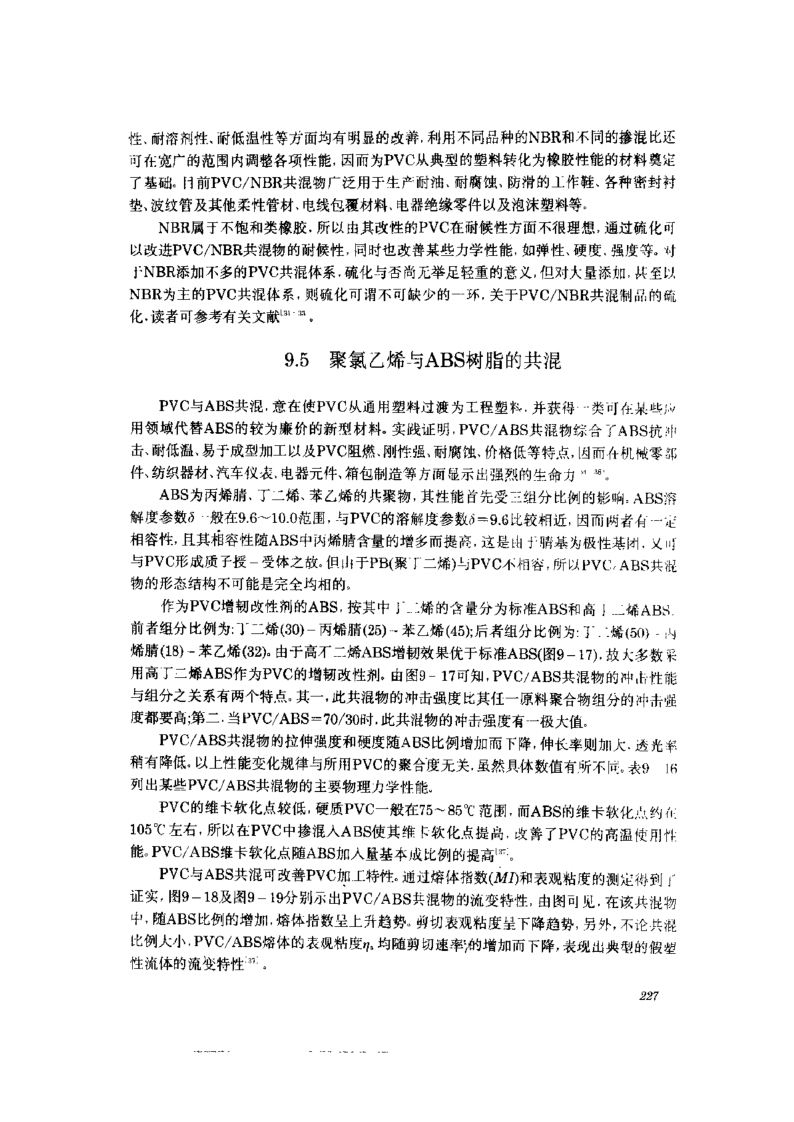 性、耐溶剂性、耐低温性等方面均有明显的改善,利用不同品种的NBR和不同的掺混比还
可在宽广的范围内调整各项性能,因而为PVC从典型的塑料转化为橡胶性能的材料奠定
了基础。目前PVC/NBR共混物广泛用于生产耐油、耐腐蚀、防滑的工作鞋、各种密封衬
垫、波纹管及其他柔性管材、电线包覆材料、电器绝缘零件以及泡沫塑料等。
NBR属于不饱和类橡胶,所以由其改性的PVC在耐候性方面不很理想,通过硫化可
以改进PVC/NBR共混物的耐候性,同时也改善某些力学性能,如弹性、硬度、强度等。对
于NBR添加不多的PVC共混体系,硫化与否尚无举足轻重的意义,但对大量添加,甚至以
NBR为主的PVC共混体系,则硫化可谓不可缺少的一环,关于PVC/NBR共混制品的硫
化,读者可参考有关文献。
9.5 聚氯乙烯与ABS树脂的共混
PVC与ABS共混,意在使PVC从通用塑料过渡为工程塑料,并获得一类可在某些应
用领域代替ABS的较为廉价的新型材料。实践证明,PVC/ABS共混物综合了ABS抗冲
击、耐低温、易于成型加工以及PVC阻燃、刚性强、耐腐蚀、价格低等特点,因而在机械零部
件、纺织器材、汽车仪表、电器元件、箱包制造等方面显示出强烈的生命力。
ABS为丙烯腈、丁二烯、苯乙烯的共聚物,其性能首先受三组分比例的影响。ABS溶
解度参数δ一般在9.6~10.0范围,与PVC的溶解度参数δ=9.6比较相近,因而两者有一定
相容性,且其相容性随ABS中丙烯腈含量的增多而提高,这是由于腈基为极性基团,又可
与PVC形成质子授-受体之故。但由于PB(聚丁二烯)与PVC不相容,所以PVC/ABS共混
物的形态结构不可能是完全均相的。
作为PVC增韧改性剂的ABS,按其中丁二烯的含量分为标准ABS和高丁二烯ABS,
前者组分比例为:丁二烯(30)-丙烯腈(25)-苯乙烯(45);后者组分比例为:丁二烯(50)-丙
烯腈(18)-苯乙烯(32)。由于高丁二烯ABS增韧效果优于标准ABS(图9-17),故大多数采
用高丁二烯ABS作为PVC的增韧改性剂。由图9-17可知,PVC/ABS共混物的冲击性能
与组分之关系有两个特点。其一,此共混物的冲击强度比其任一原料聚合物组分的冲击强
度都要高;第二,当PVC/ABS=70/30时,此共混物的冲击强度有一极大值。
PVC/ABS共混物的拉伸强度和硬度随ABS比例增加而下降,伸长率则加大,透光率
稍有降低。以上性能变化规律与所用PVC的聚合度无关,虽然具体数值有所不同。表9-16
列出某些PVC/ABS共混物的主要物理力学性能。
PVC的维卡软化点较低,硬质PVC一般在75~85℃范围,而ABS的维卡软化点约在
105℃左右,所以在PVC中掺混入ABS使其维卡软化点提高,改善了PVC的高温使用性
能。PVC/ABS维卡软化点随ABS加入量基本成比例的提高[37]。
PVC与ABS共混可改善PVC加工特性。通过熔体指数(MI)和表观粘度的测定得到了
证实,图9-18及图9-19分别示出PVC/ABS共混物的流变特性,由图可见,在该共混物
中,随ABS比例的增加,熔体指数呈上升趋势。剪切表观粘度呈下降趋势,另外,不论共混
比例大小,PVC/ABS熔体的表观粘度ηₐ均随剪切速率γ̇的增加而下降,表现出典型的假塑
性流体的流变特性[37]。
227